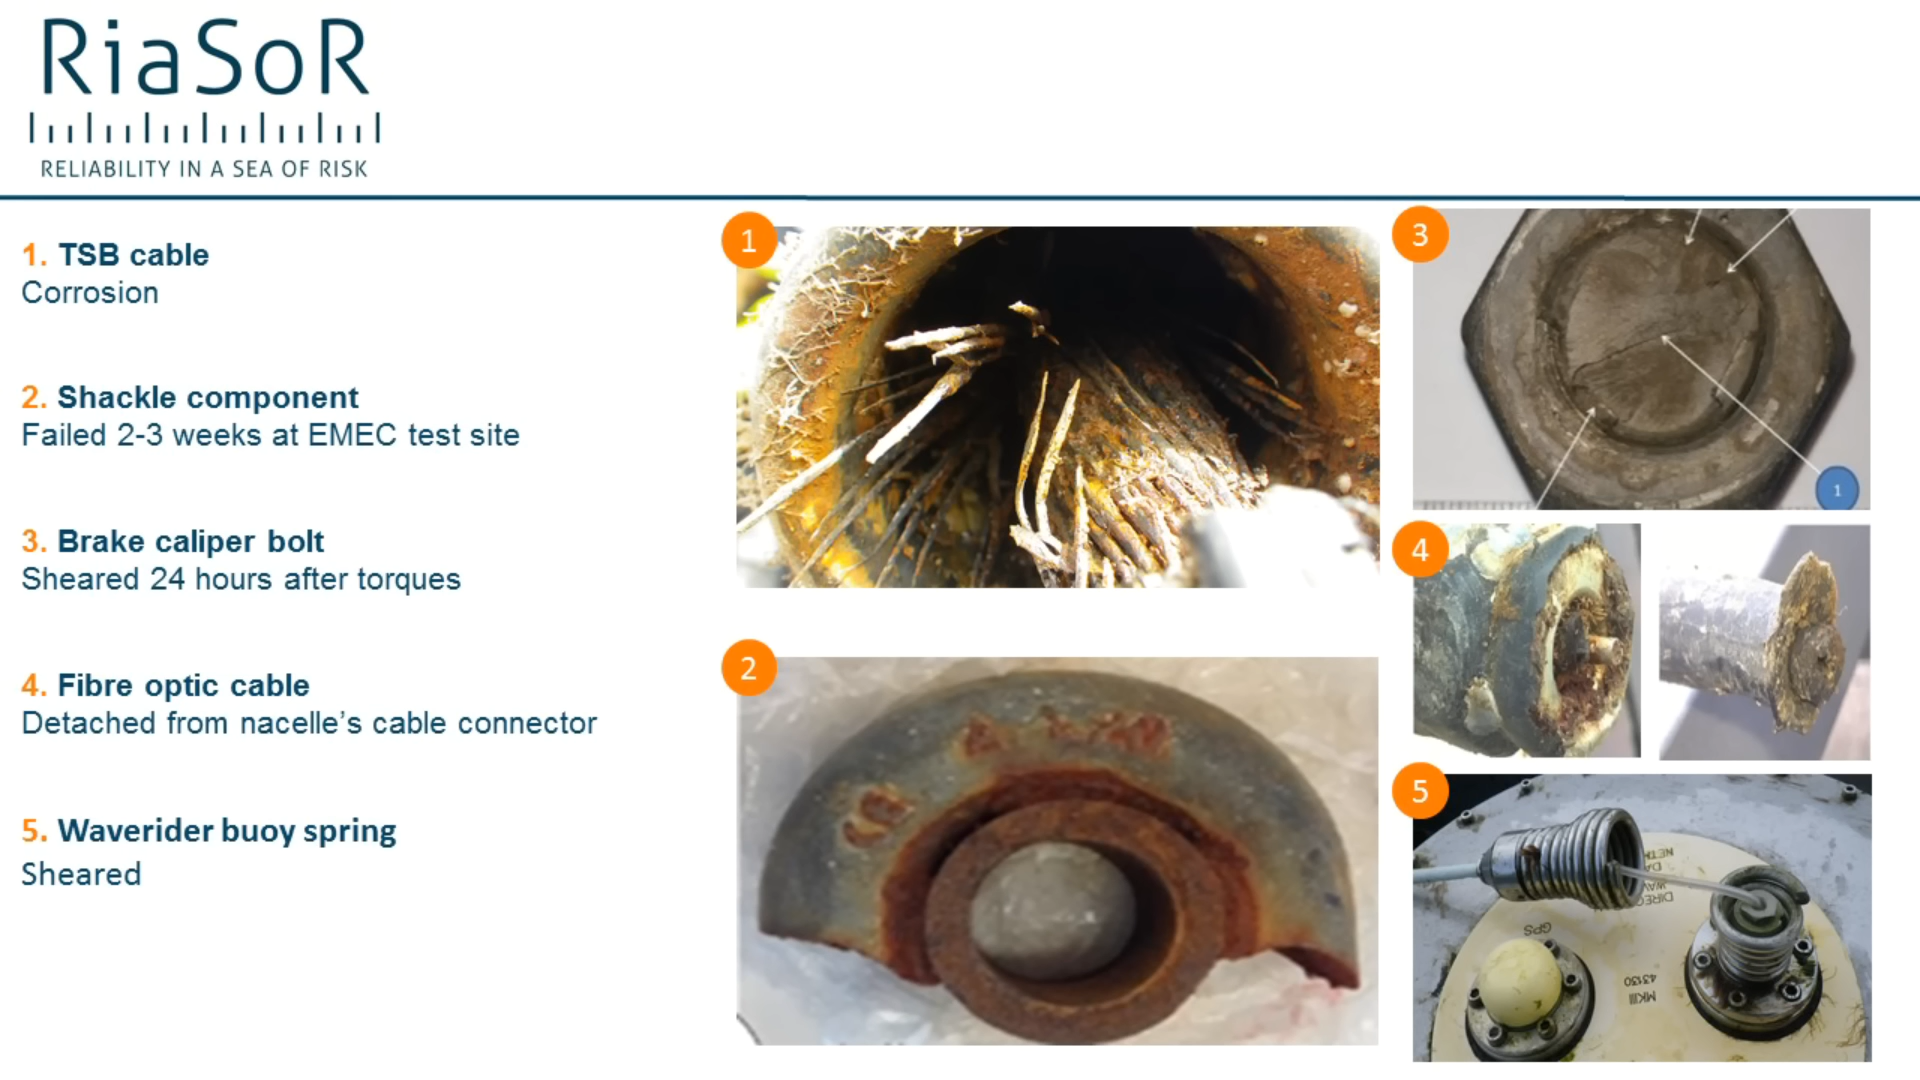 RiaSoR
RELIABILITY IN A SEA OF RISK
1. TSB cable
Corrosion
2. Shackle component
Failed 2-3 weeks at EMEC test site
3. Brake caliper bolt
Sheared 24 hours after torques
4. Fibre optic cable
Detached from nacelle's cable connector
5. Waverider buoy spring
Sheared
1
2
3
1
4
5
GPS
MKIII
43130